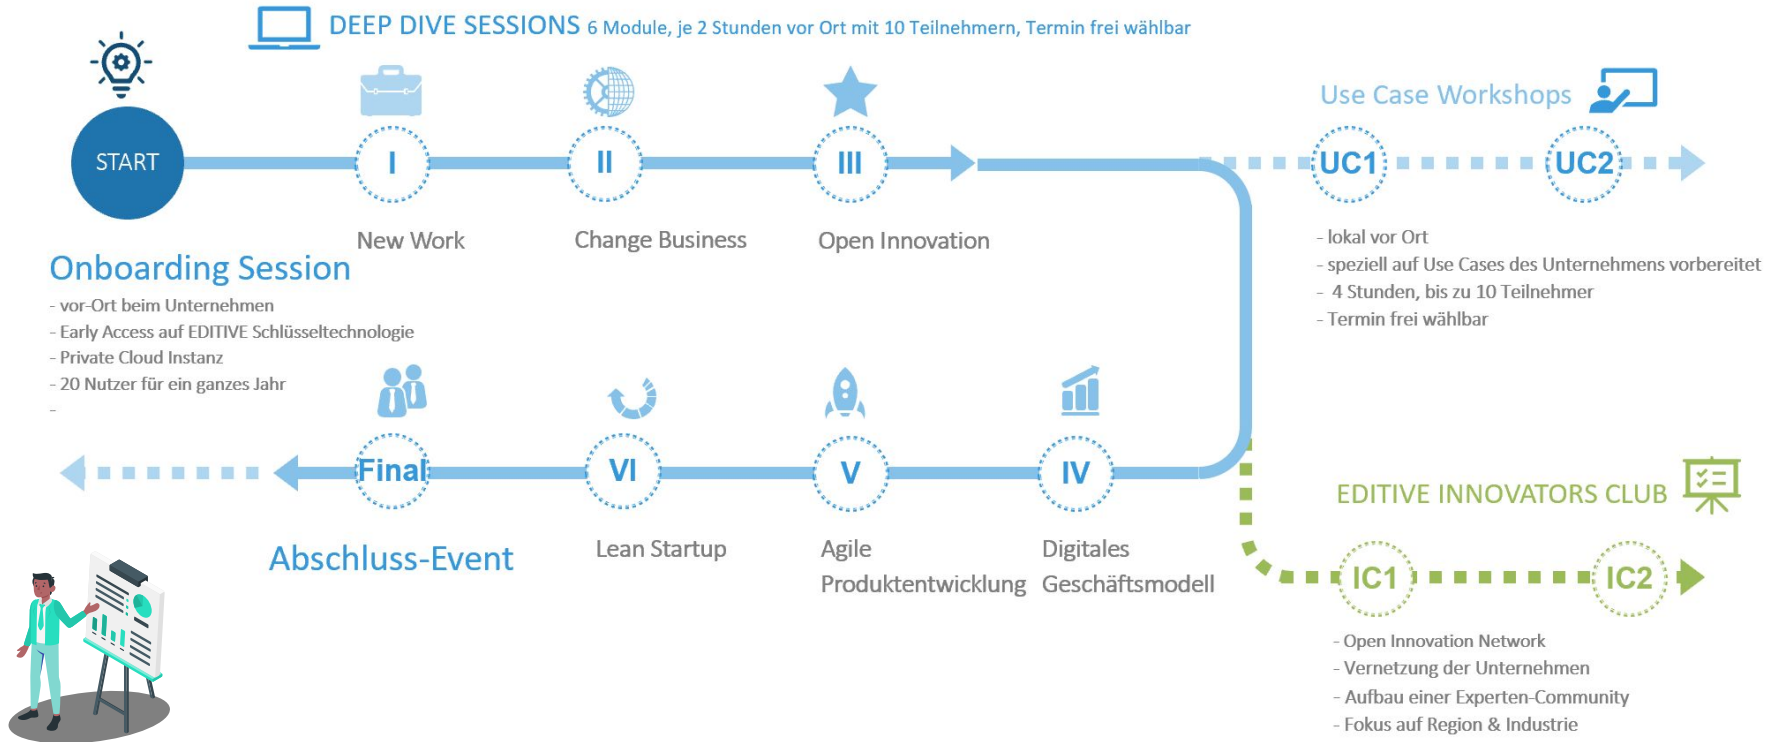 DEEP DIVE SESSIONS 6 Module, je 2 Stunden vor Ort mit 10 Teilnehmern, Termin frei wählbar
START
I
II
III
New Work
Change Business
Open Innovation
Use Case Workshops
UC1
UC2
- lokal vor Ort
- speziell auf Use Cases des Unternehmens vorbereitet
- 4 Stunden, bis zu 10 Teilnehmer
- Termin frei wählbar
Onboarding Session
- vor-Ort beim Unternehmen
- Early Access auf EDITIVE Schlüsseltechnologie
- Private Cloud Instanz
- 20 Nutzer für ein ganzes Jahr
-
Final
VI
V
IV
Abschluss-Event
Lean Startup
Agile
Produktentwicklung
Digitales
Geschäftsmodell
EDITIVE INNOVATORS CLUB
IC1
IC2
- Open Innovation Network
- Vernetzung der Unternehmen
- Aufbau einer Experten-Community
- Fokus auf Region & Industrie